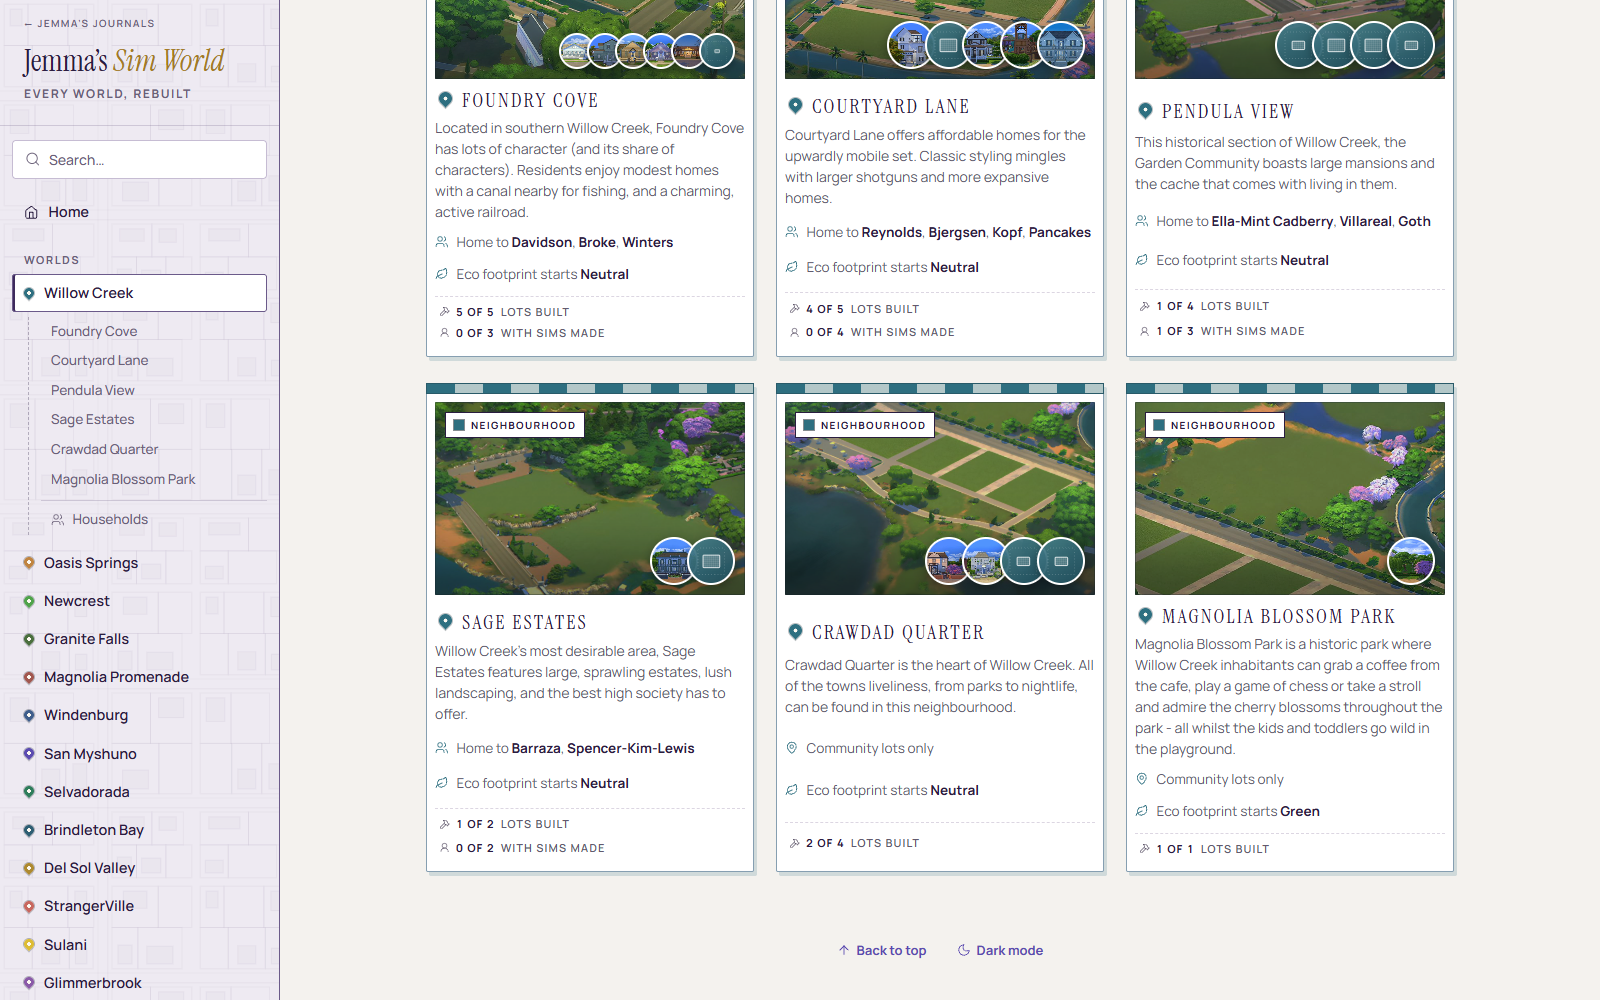 ← JEMMA'S JOURNALS
Jemma's Sim World
EVERY WORLD, REBUILT
Search...
Home
WORLDS
Willow Creek
Foundry Cove
Courtyard Lane
Pendula View
Sage Estates
Crawdad Quarter
Magnolia Blossom Park
Households
Oasis Springs
Newcrest
Granite Falls
Magnolia Promenade
Windenburg
San Myshuno
Selvadorada
Brindleton Bay
Del Sol Valley
StrangerVille
Sulani
Glimmerbrook
FOUNDRY COVE
Located in southern Willow Creek, Foundry Cove
has lots of character (and its share of
characters). Residents enjoy modest homes
with a canal nearby for fishing, and a charming,
active railroad.
Home to Davidson, Broke, Winters
Eco footprint starts Neutral
5 OF 5 LOTS BUILT
0 OF 3 WITH SIMS MADE
COURTYARD LANE
Courtyard Lane offers affordable homes for the
upwardly mobile set. Classic styling mingles
with larger shotguns and more expansive
homes.
Home to Reynolds, Bjergsen, Kopf, Pancakes
Eco footprint starts Neutral
4 OF 5 LOTS BUILT
0 OF 4 WITH SIMS MADE
PENDULA VIEW
This historical section of Willow Creek, the
Garden Community boasts large mansions and
the cache that comes with living in them.
Home to Ella-Mint Cadberry, Villareal, Goth
Eco footprint starts Neutral
1 OF 4 LOTS BUILT
1 OF 3 WITH SIMS MADE
NEIGHBOURHOOD
SAGE ESTATES
Willow Creek's most desirable area, Sage
Estates features large, sprawling estates, lush
landscaping, and the best high society has to
offer.
Home to Barraza, Spencer-Kim-Lewis
Eco footprint starts Neutral
1 OF 2 LOTS BUILT
0 OF 2 WITH SIMS MADE
NEIGHBOURHOOD
CRAWDAD QUARTER
Crawdad Quarter is the heart of Willow Creek. All
of the towns liveliness, from parks to nightlife,
can be found in this neighbourhood.
Community lots only
Eco footprint starts Neutral
2 OF 4 LOTS BUILT
NEIGHBOURHOOD
MAGNOLIA BLOSSOM PARK
Magnolia Blossom Park is a historic park where
Willow Creek inhabitants can grab a coffee from
the cafe, play a game of chess or take a stroll
and admire the cherry blossoms throughout the
park - all whilst the kids and toddlers go wild in
the playground.
Community lots only
Eco footprint starts Green
1 OF 1 LOTS BUILT
Back to top
Dark mode